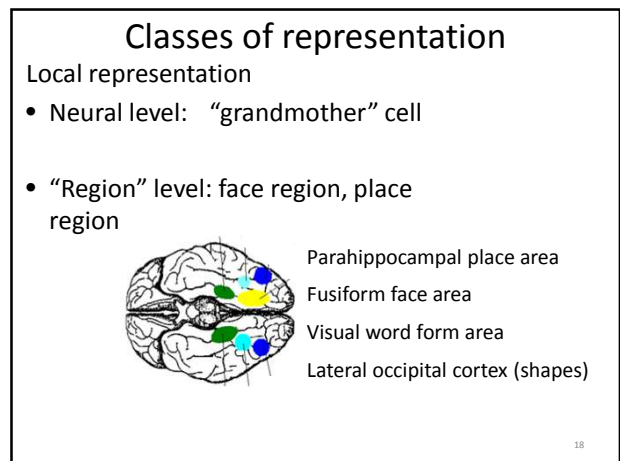 Classes of representation
Local representation
• Neural level: “grandmother” cell
• “Region” level: face region, place
region
Parahippocampal place area
Fusiform face area
Visual word form area
Lateral occipital cortex (shapes)
18